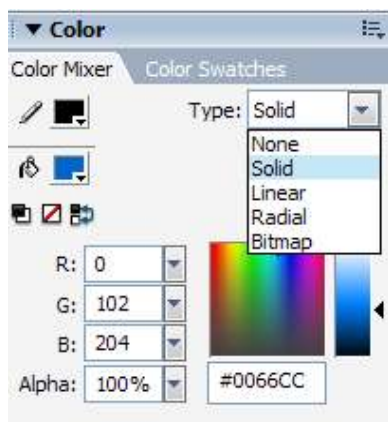 Color
Color Mixer Color Swatches
Type: Solid
None
Solid
Linear
Radial
Bitmap
R: 0
G: 102
B: 204
Alpha: 100% #0066CC